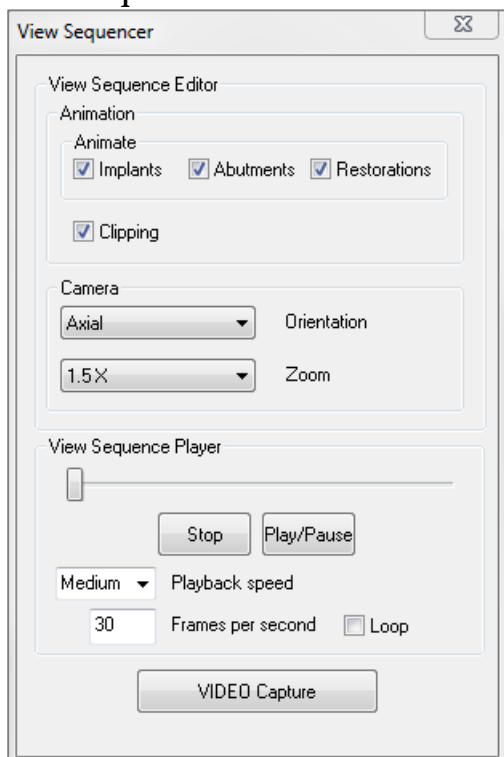 View Sequencer
View Sequence Editor
Animation
Animate
Implants Abutments Restorations
Clipping
Camera
Axial Orientation
1.5X Zoom
View Sequence Player
Stop Play/Pause
Medium Playback speed
30 Frames per second Loop
VIDEO Capture